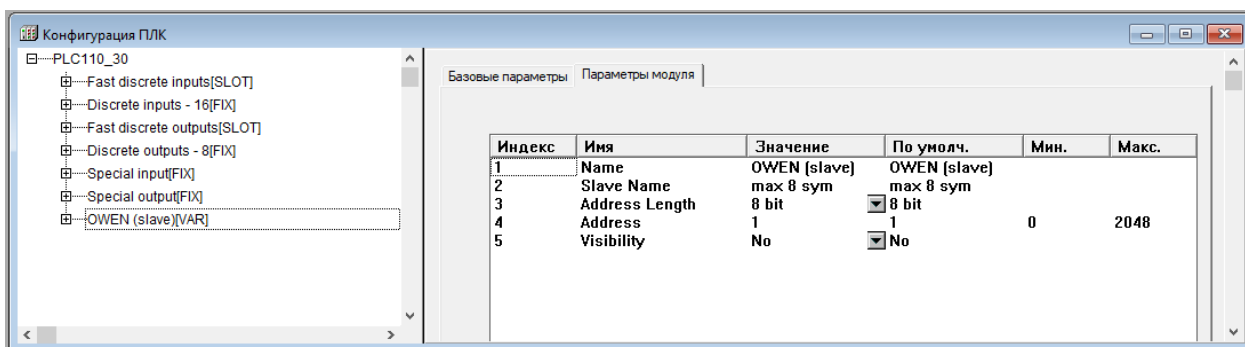 Конфигурация ПЛК
PLC110_30
Fast discrete inputs[SLOT]
Discrete inputs - 16[FIX]
Fast discrete outputs[SLOT]
Discrete outputs - 8[FIX]
Special input[FIX]
Special output[FIX]
OWEN (slave)[VAR]
Базовые параметры Параметры модуля
Индекс Имя Значение По умолч. Мин. Макс.
1 Name OWEN (slave) OWEN (slave)
2 Slave Name max 8 sym max 8 sym
3 Address Length 8 bit 8 bit
4 Address 1 1 0 2048
5 Visibility No No